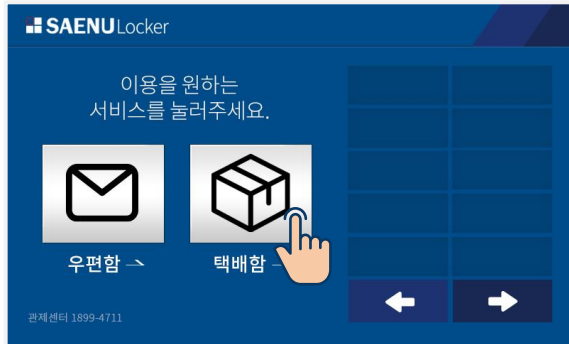 SAENULocker
이용을 원하는
서비스를 눌러주세요.
우편함
택배함
관제센터 1899-4711